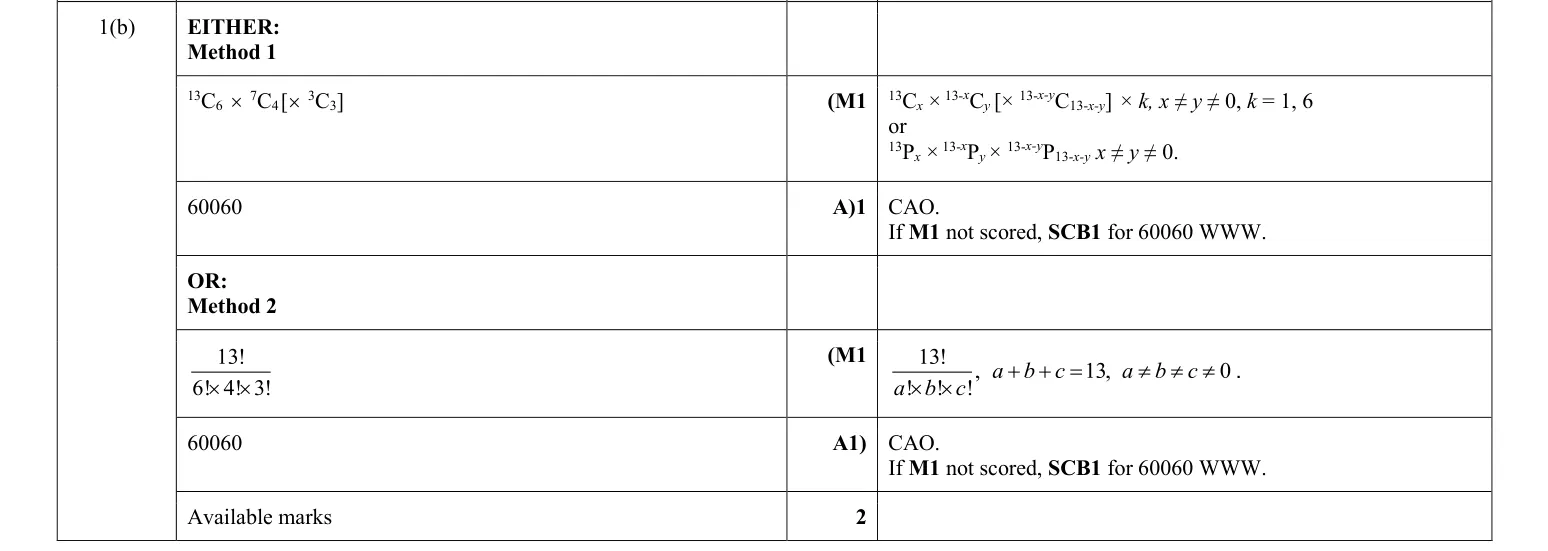 1(b)
EITHER:
Method 1
¹³C₆ × ⁷C₄[× ³C₃]
(M1
¹³Cₓ × ¹³⁻ˣCᵧ [× ¹³⁻ˣ⁻ʸC₁₃₋ₓ₋ᵧ] × k, x ≠ y ≠ 0, k = 1, 6
or
¹³Pₓ × ¹³⁻ˣPᵧ × ¹³⁻ˣ⁻ʸP₁₃₋ₓ₋ᵧ x ≠ y ≠ 0.
60060
A)1
CAO.
If M1 not scored, SCB1 for 60060 WWW.
OR:
Method 2
13!
6!×4!×3!
(M1
13!
a!×b!×c!
, a+b+c=13, a≠b≠c≠0.
60060
A1)
CAO.
If M1 not scored, SCB1 for 60060 WWW.
Available marks
2